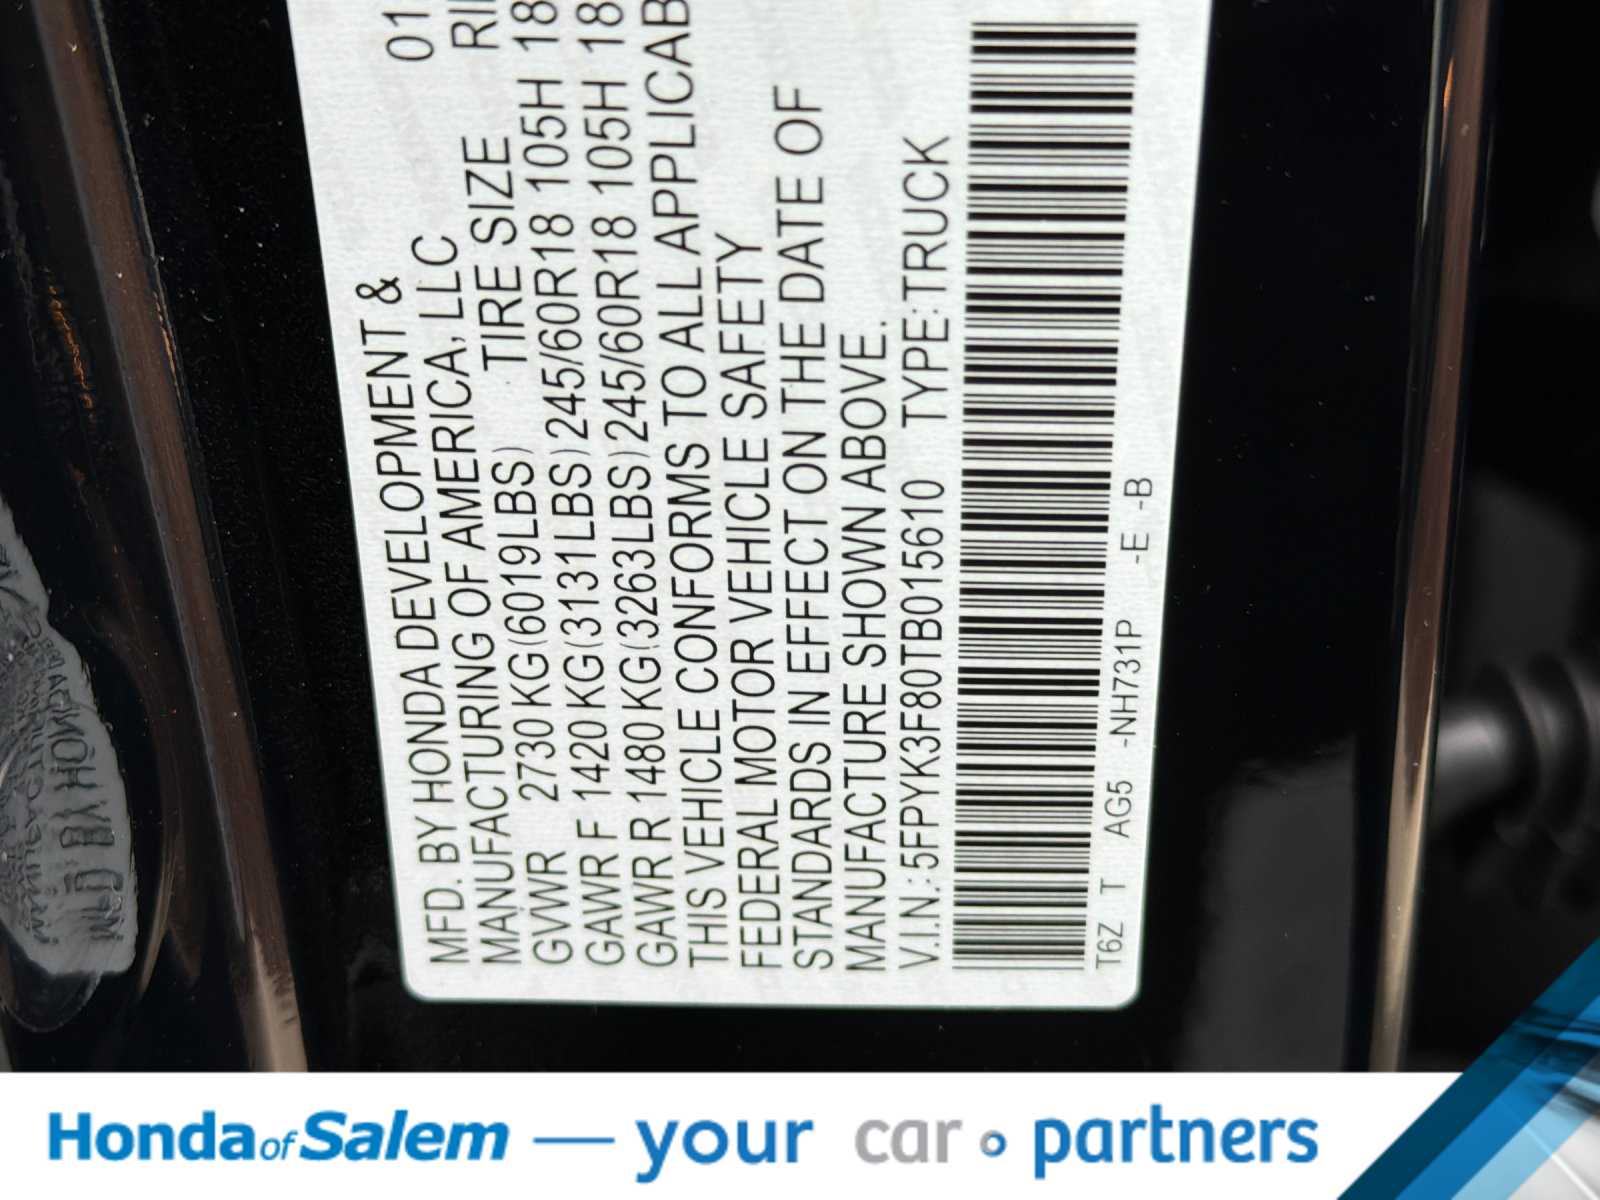 MFD. BY HONDA DEVELOPMENT & 01
MANUFACTURING OF AMERICA, LLC
GVWR 2730 KG(6019LBS) TIRE SIZE
GAWR F 1420 KG(3131LBS) 245/60R18 105H 18
GAWR R 1480 KG(3263LBS) 245/60R18 105H 18
THIS VEHICLE CONFORMS TO ALL APPLICAB
FEDERAL MOTOR VEHICLE SAFETY
STANDARDS IN EFFECT ON THE DATE OF
MANUFACTURE SHOWN ABOVE.
V.I.N.: 5FPYK3F80TB015610 TYPE: TRUCK
T6Z T AG5 -NH731P -E -B
Honda of Salem — your car partners